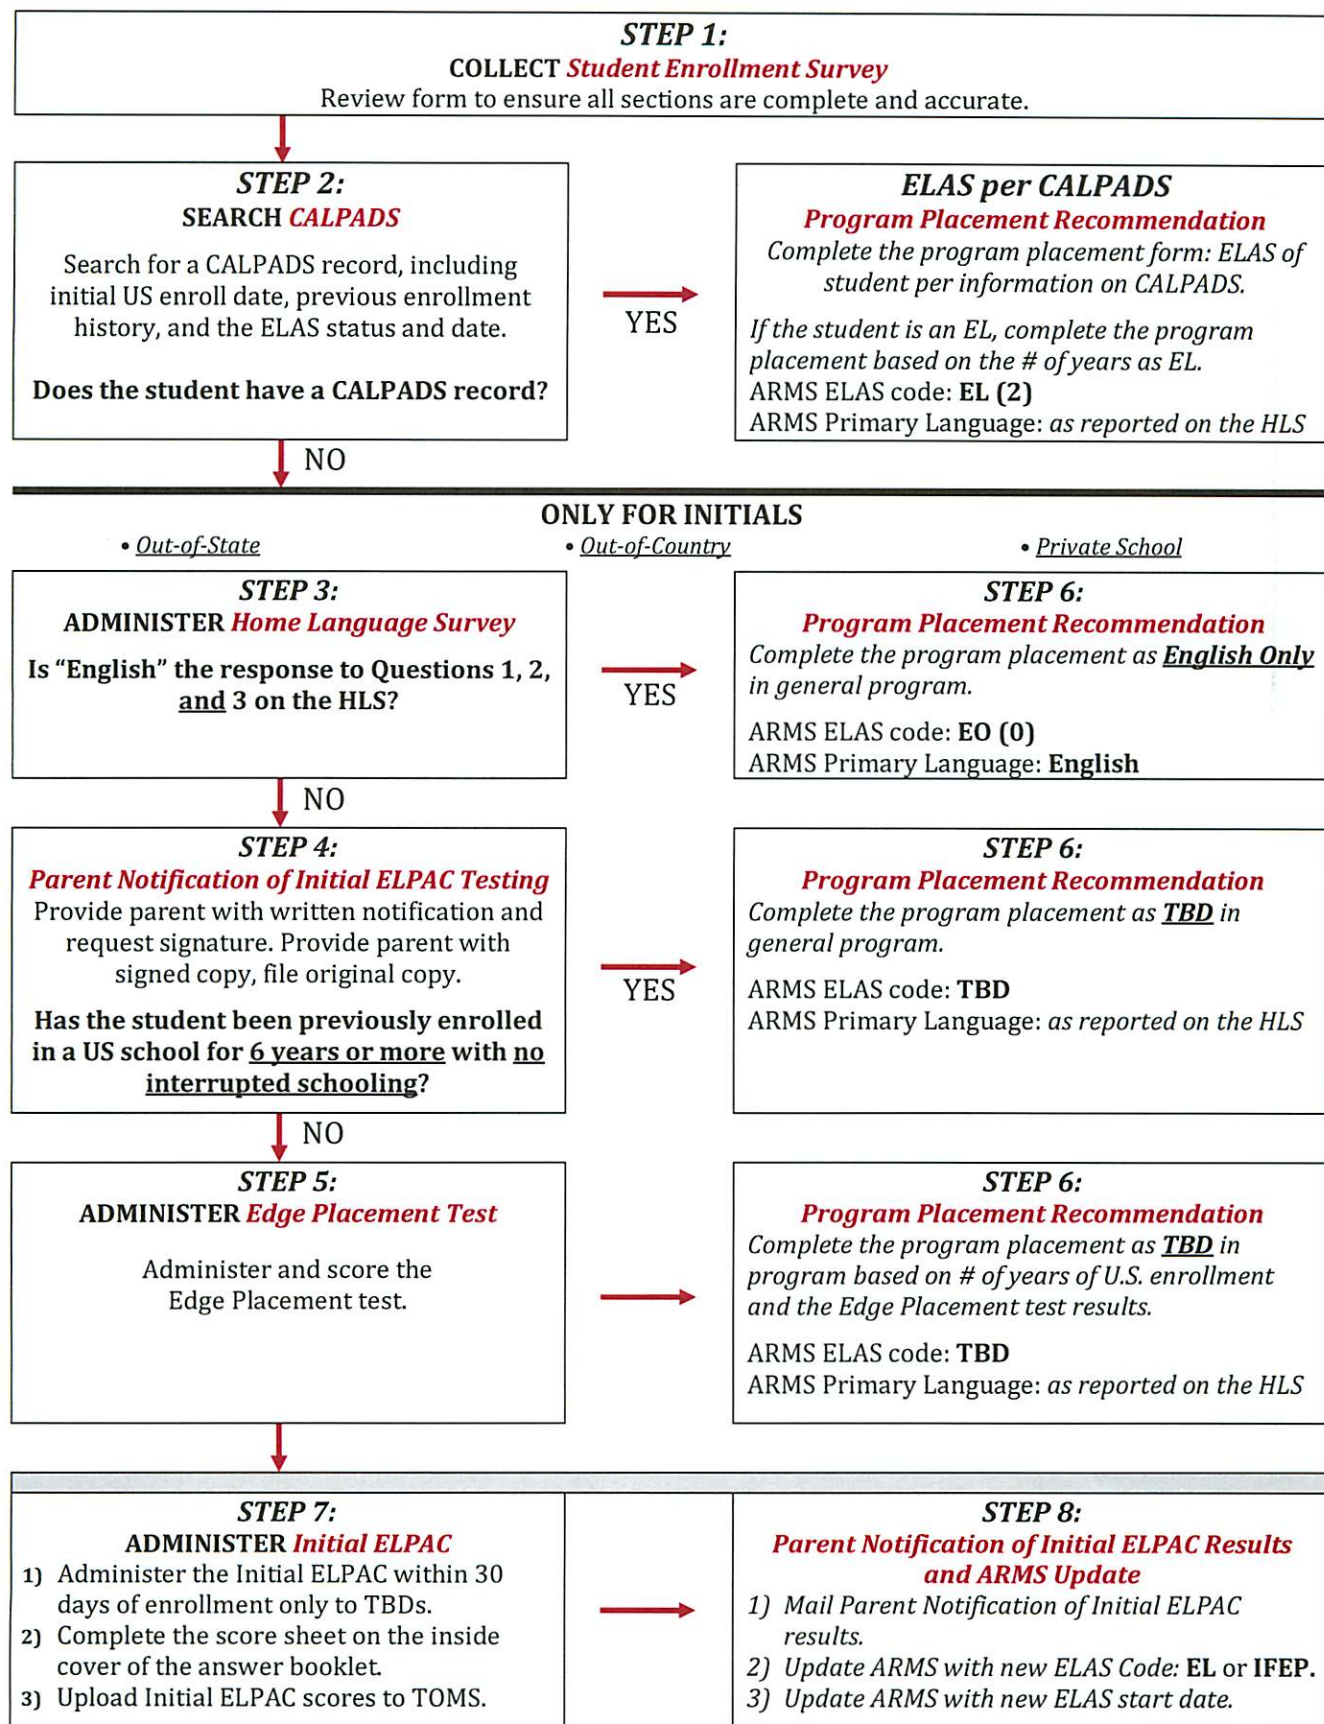 STEP 1:
COLLECT Student Enrollment Survey
Review form to ensure all sections are complete and accurate.
STEP 2:
SEARCH CALPADS
Search for a CALPADS record, including
initial US enroll date, previous enrollment
history, and the ELAS status and date.
Does the student have a CALPADS record?
YES
ELAS per CALPADS
Program Placement Recommendation
Complete the program placement form: ELAS of
student per information on CALPADS.
If the student is an EL, complete the program
placement based on the # of years as EL.
ARMS ELAS code: EL (2)
ARMS Primary Language: as reported on the HLS
NO
ONLY FOR INITIALS
• Out-of-State • Out-of-Country • Private School
STEP 3:
ADMINISTER Home Language Survey
Is “English” the response to Questions 1, 2,
and 3 on the HLS?
YES
STEP 6:
Program Placement Recommendation
Complete the program placement as English Only
in general program.
ARMS ELAS code: EO (0)
ARMS Primary Language: English
NO
STEP 4:
Parent Notification of Initial ELPAC Testing
Provide parent with written notification and
request signature. Provide parent with
signed copy, file original copy.
Has the student been previously enrolled
in a US school for 6 years or more with no
interrupted schooling?
YES
STEP 6:
Program Placement Recommendation
Complete the program placement as TBD in
general program.
ARMS ELAS code: TBD
ARMS Primary Language: as reported on the HLS
NO
STEP 5:
ADMINISTER Edge Placement Test
Administer and score the
Edge Placement test.
STEP 6:
Program Placement Recommendation
Complete the program placement as TBD in
program based on # of years of U.S. enrollment
and the Edge Placement test results.
ARMS ELAS code: TBD
ARMS Primary Language: as reported on the HLS
STEP 7:
ADMINISTER Initial ELPAC
1) Administer the Initial ELPAC within 30
days of enrollment only to TBDs.
2) Complete the score sheet on the inside
cover of the answer booklet.
3) Upload Initial ELPAC scores to TOMS.
STEP 8:
Parent Notification of Initial ELPAC Results
and ARMS Update
1) Mail Parent Notification of Initial ELPAC
results.
2) Update ARMS with new ELAS Code: EL or IFEP.
3) Update ARMS with new ELAS start date.